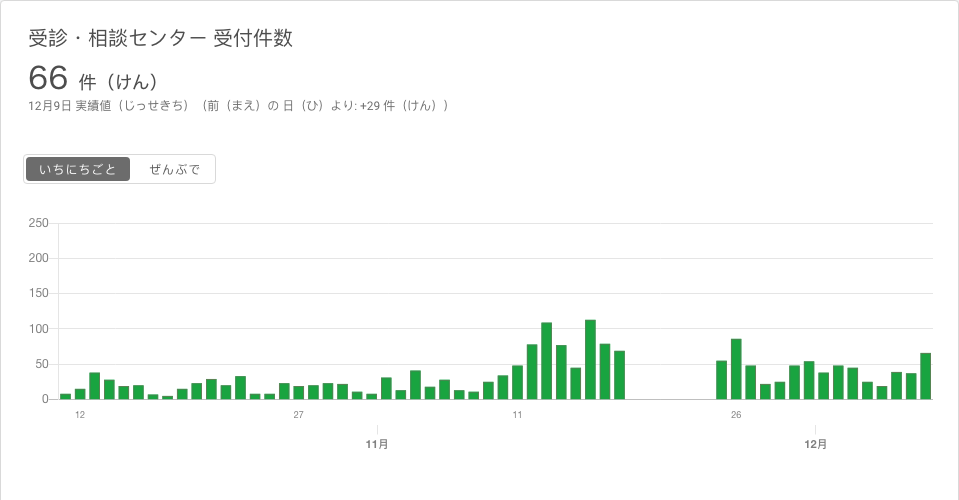 受診・相談センター 受付件数
66 件（けん）
12月9日 実績値（じっせきち）（前（まえ）の 日（ひ）より: +29 件（けん））
いちにちごと ぜんぶで
250
200
150
100
50
0
12 27 11 26
11月 12月